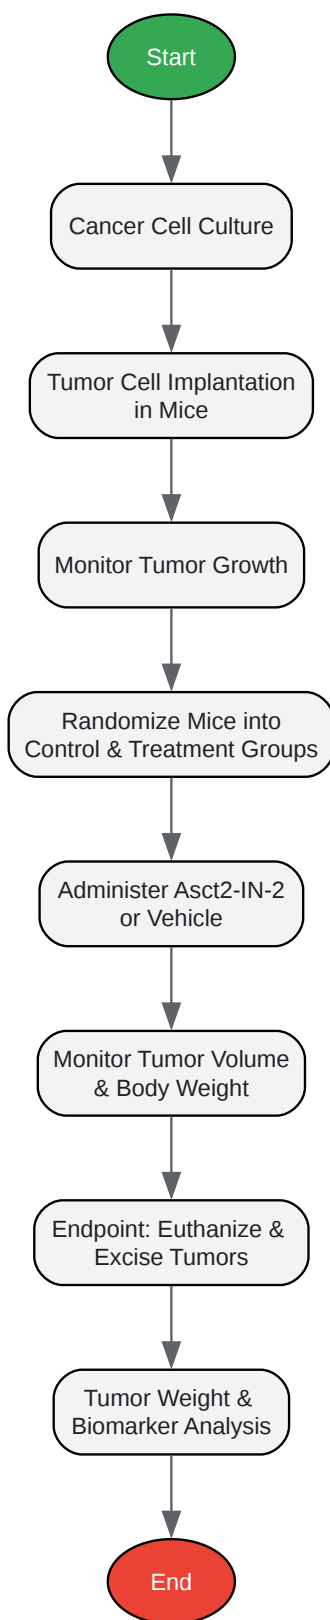 Start
Cancer Cell Culture
Tumor Cell Implantation
in Mice
Monitor Tumor Growth
Randomize Mice into
Control & Treatment Groups
Administer Asct2-IN-2
or Vehicle
Monitor Tumor Volume
& Body Weight
Endpoint: Euthanize &
Excise Tumors
Tumor Weight &
Biomarker Analysis
End